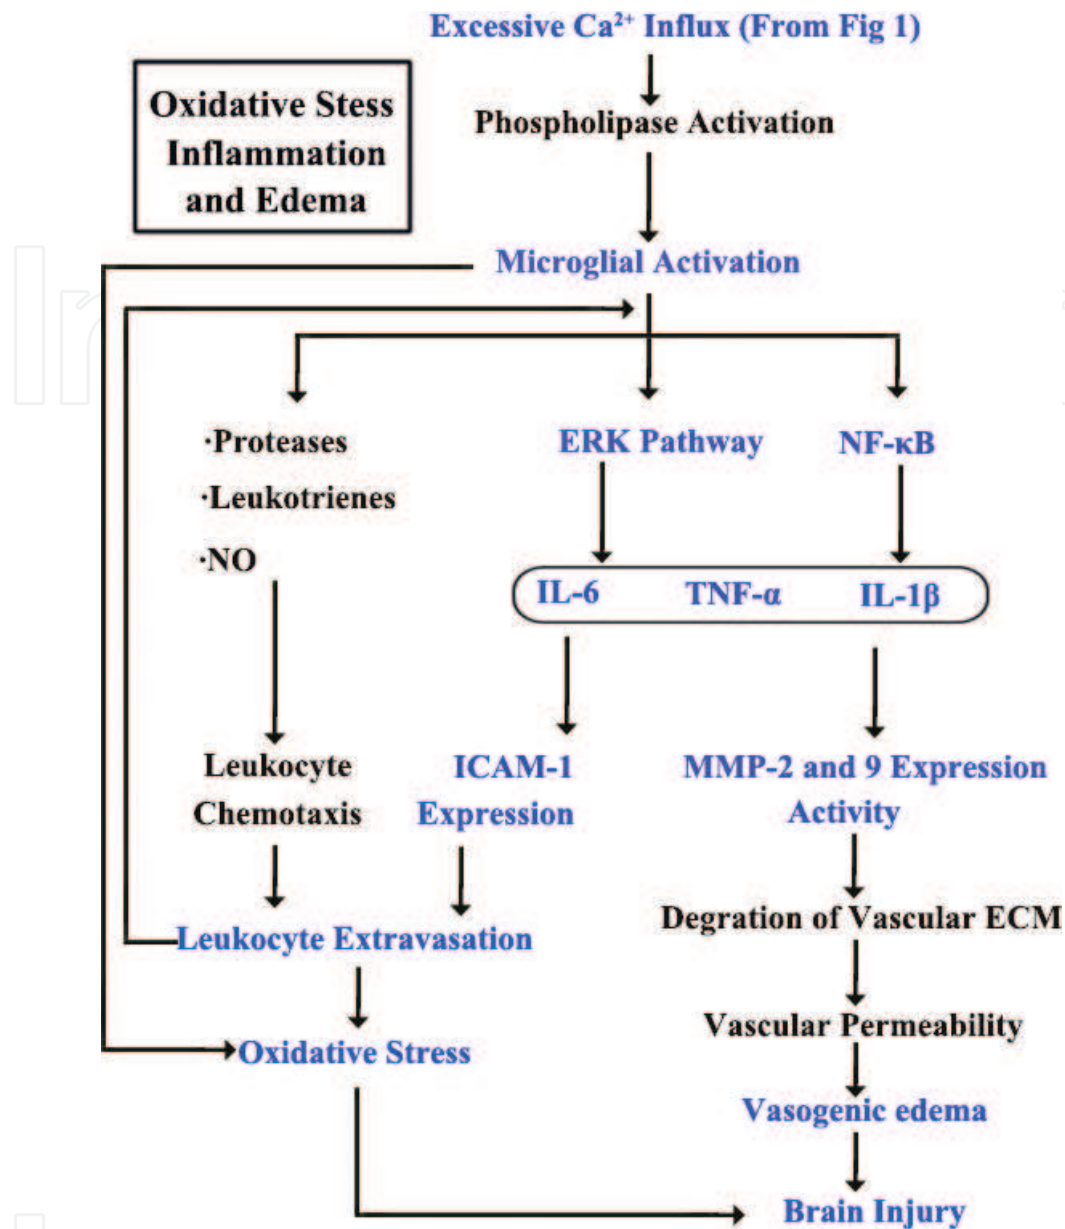 Excessive Ca²⁺ Influx (From Fig 1)
Oxidative Stess
Inflammation
and Edema
Phospholipase Activation
Microglial Activation
·Proteases
·Leukotrienes
·NO
ERK Pathway
NF-κB
IL-6 TNF-α IL-1β
Leukocyte
Chemotaxis
ICAM-1
Expression
MMP-2 and 9 Expression
Activity
Degration of Vascular ECM
Leukocyte Extravasation
Vascular Permeability
Oxidative Stress
Vasogenic edema
Brain Injury